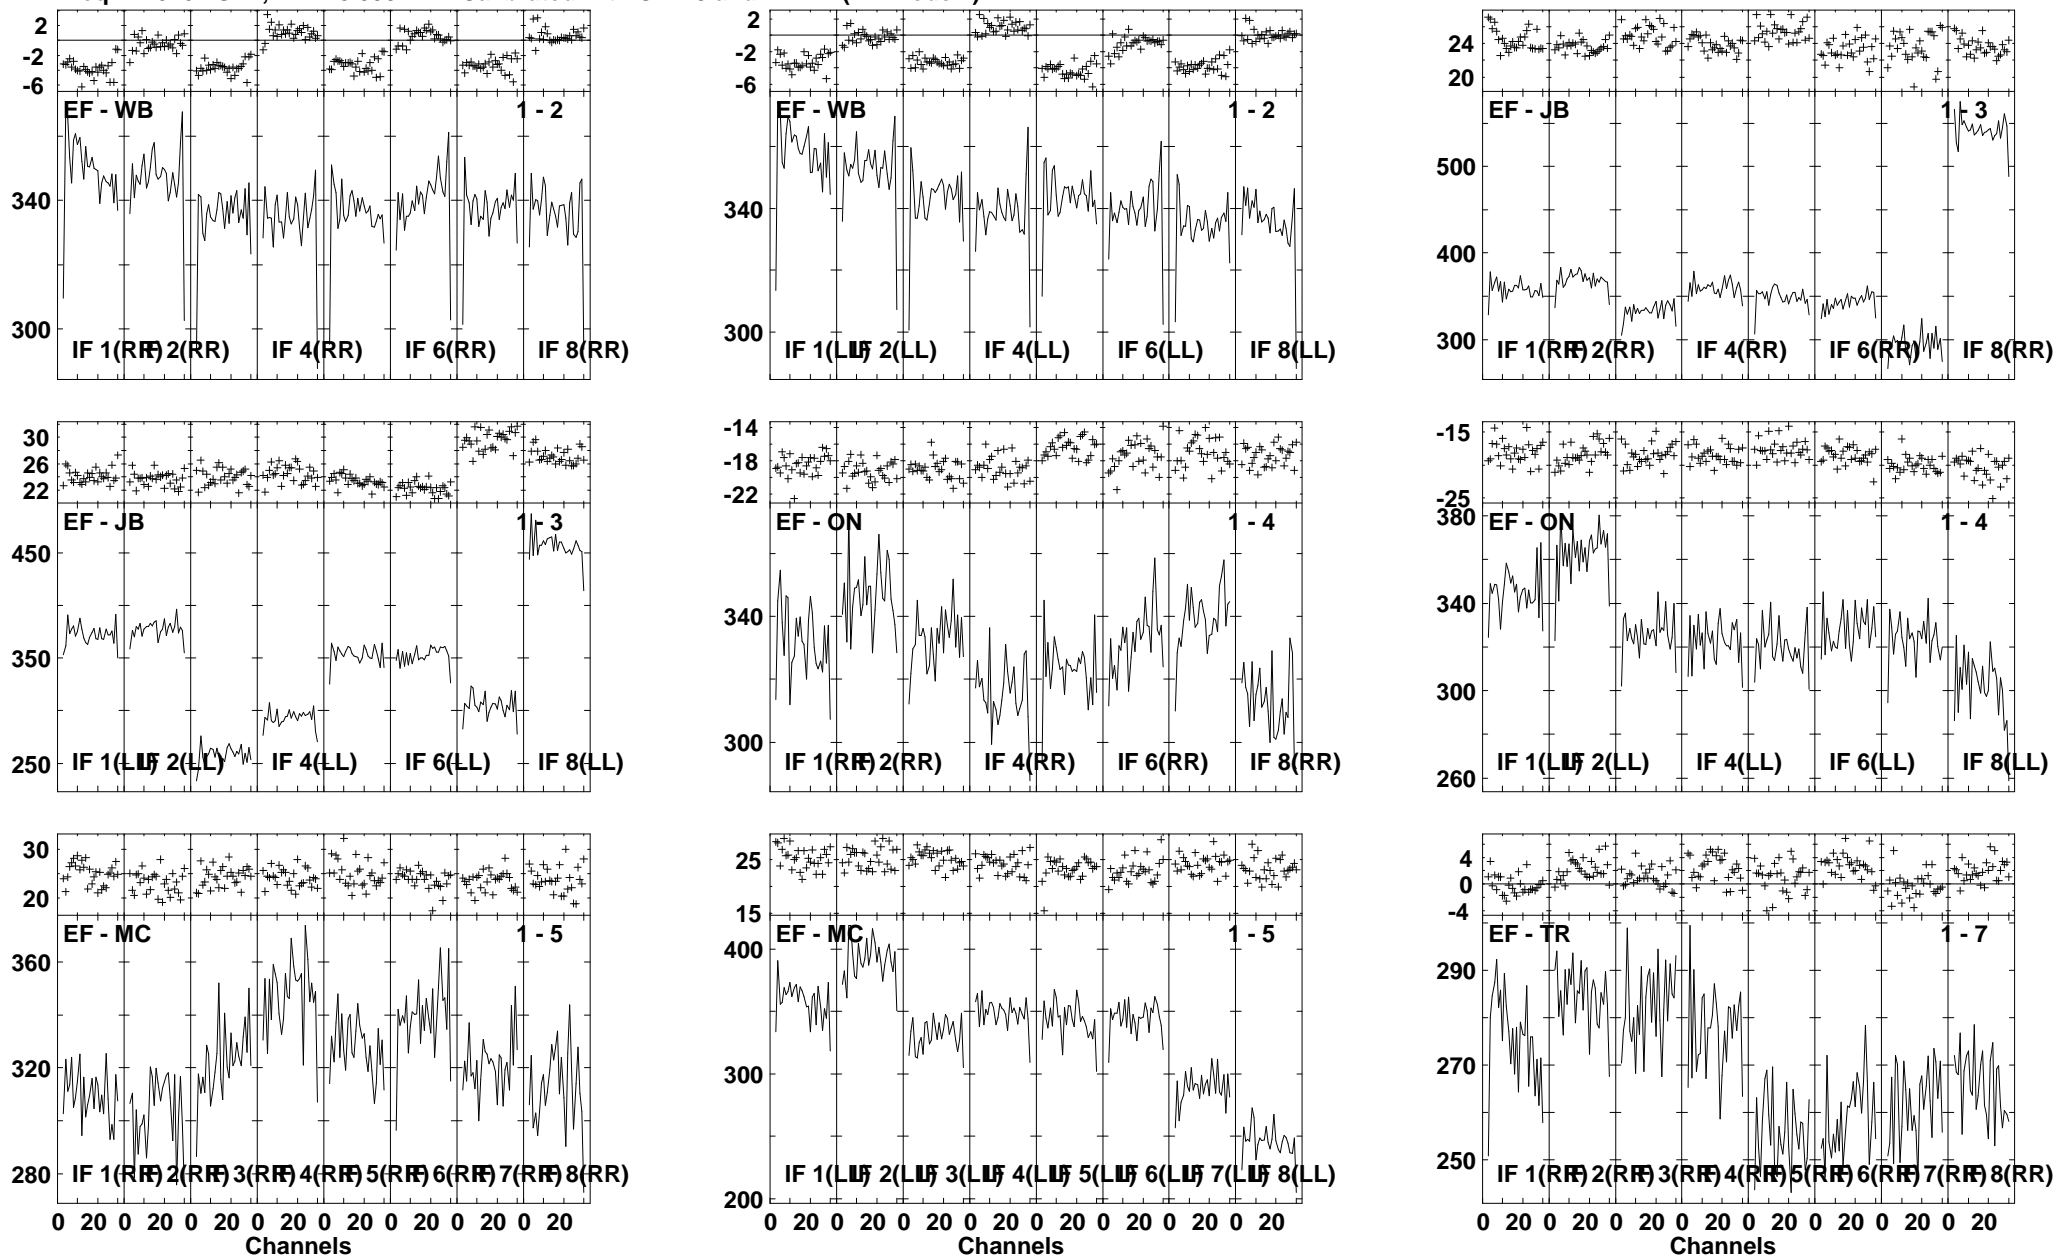 2 2
-2 -2 24
-6 -6 20
EF - WB 1 - 2 EF - WB 1 - 2 EF - JB 1 - 3
500
340 340
400
300 300 300
IF 1(RR) IF 2(RR) IF 4(RR) IF 6(RR) IF 8(RR) IF 1(LL) IF 2(LL) IF 4(LL) IF 6(LL) IF 8(LL) IF 1(RR) IF 2(RR) IF 4(RR) IF 6(RR) IF 8(RR)
30 -14 -15
26 -18
22 -22 -25
EF - JB 1 - 3 EF - ON 1 - 4 EF - ON 1 - 4
380
450
340 340
350
300 300
250 260
IF 1(LL) IF 2(LL) IF 4(LL) IF 6(LL) IF 8(LL) IF 1(RR) IF 2(RR) IF 4(RR) IF 6(RR) IF 8(RR) IF 1(LL) IF 2(LL) IF 4(LL) IF 6(LL) IF 8(LL)
30 25 4
20 0
15 -4
EF - MC 1 - 5 EF - MC 1 - 5 EF - TR 1 - 7
360 400 290
320 300 270
280 200 250
IF 1(RR) IF 2(RR) IF 3(RR) IF 4(RR) IF 5(RR) IF 6(RR) IF 7(RR) IF 8(RR) IF 1(LL) IF 2(LL) IF 3(LL) IF 4(LL) IF 5(LL) IF 6(LL) IF 7(LL) IF 8(LL) IF 1(RR) IF 2(RR) IF 3(RR) IF 4(RR) IF 5(RR) IF 6(RR) IF 7(RR) IF 8(RR)
0 20 0 20 0 20 0 20 0 20 0 20 0 20 0 20 0 20 0 20 0 20 0 20 0 20 0 20 0 20 0 20 0 20 0 20 0 20 0 20 0 20 0 20 0 20 0 20
Channels Channels Channels